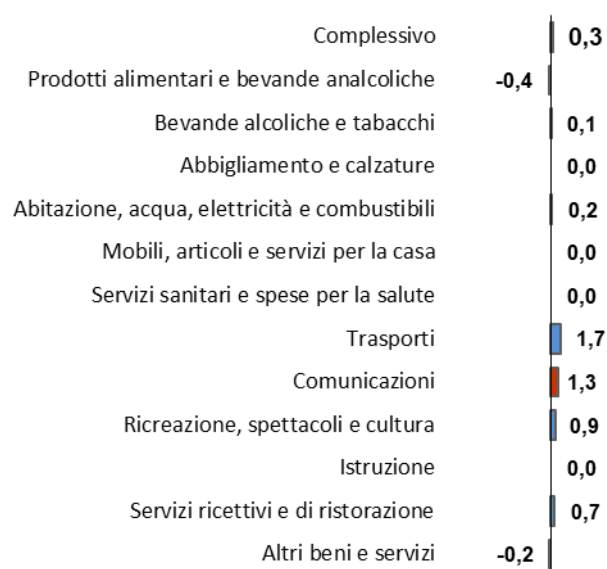 Complessivo 0,3
Prodotti alimentari e bevande analcoliche -0,4
Bevande alcoliche e tabacchi 0,1
Abbigliamento e calzature 0,0
Abitazione, acqua, elettricità e combustibili 0,2
Mobili, articoli e servizi per la casa 0,0
Servizi sanitari e spese per la salute 0,0
Trasporti 1,7
Comunicazioni 1,3
Ricreazione, spettacoli e cultura 0,9
Istruzione 0,0
Servizi ricettivi e di ristorazione 0,7
Altri beni e servizi -0,2